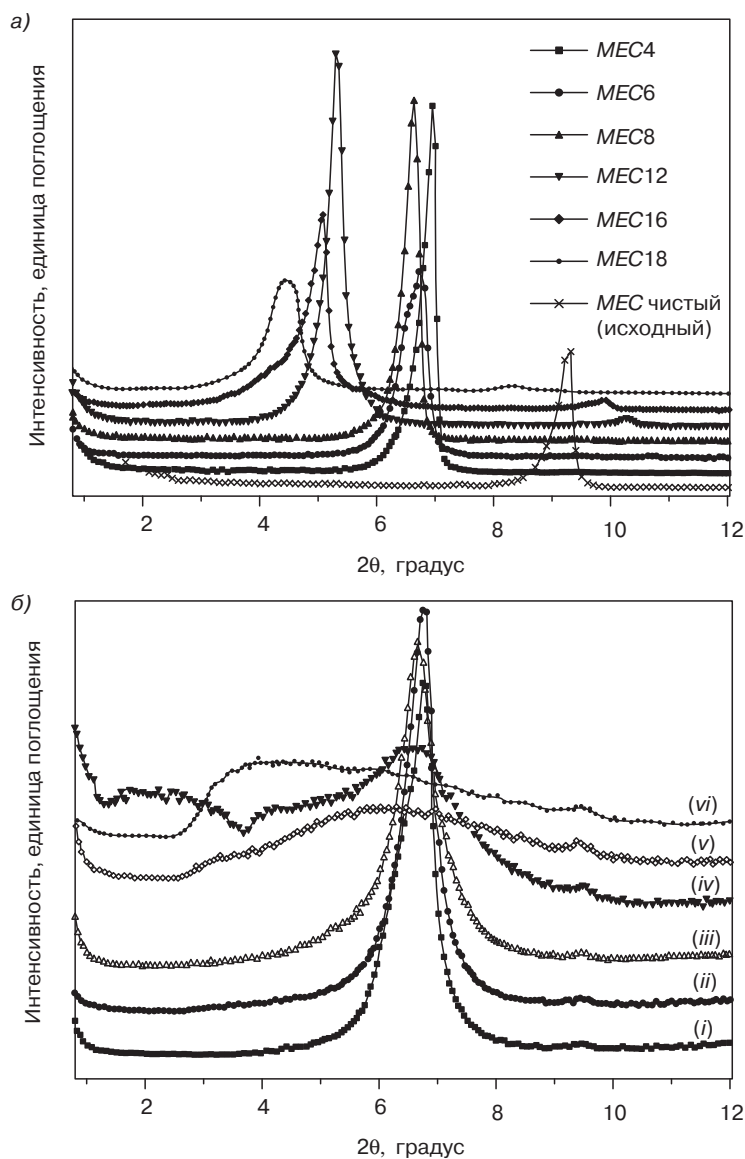 а)
Интенсивность, единица поглощения
MEC4
MEC6
MEC8
MEC12
MEC16
MEC18
MEC чистый
(исходный)
2 4 6 8 10 12
2θ, градус
б)
Интенсивность, единица поглощения
(vi)
(v)
(iv)
(iii)
(ii)
(i)
2 4 6 8 10 12
2θ, градус